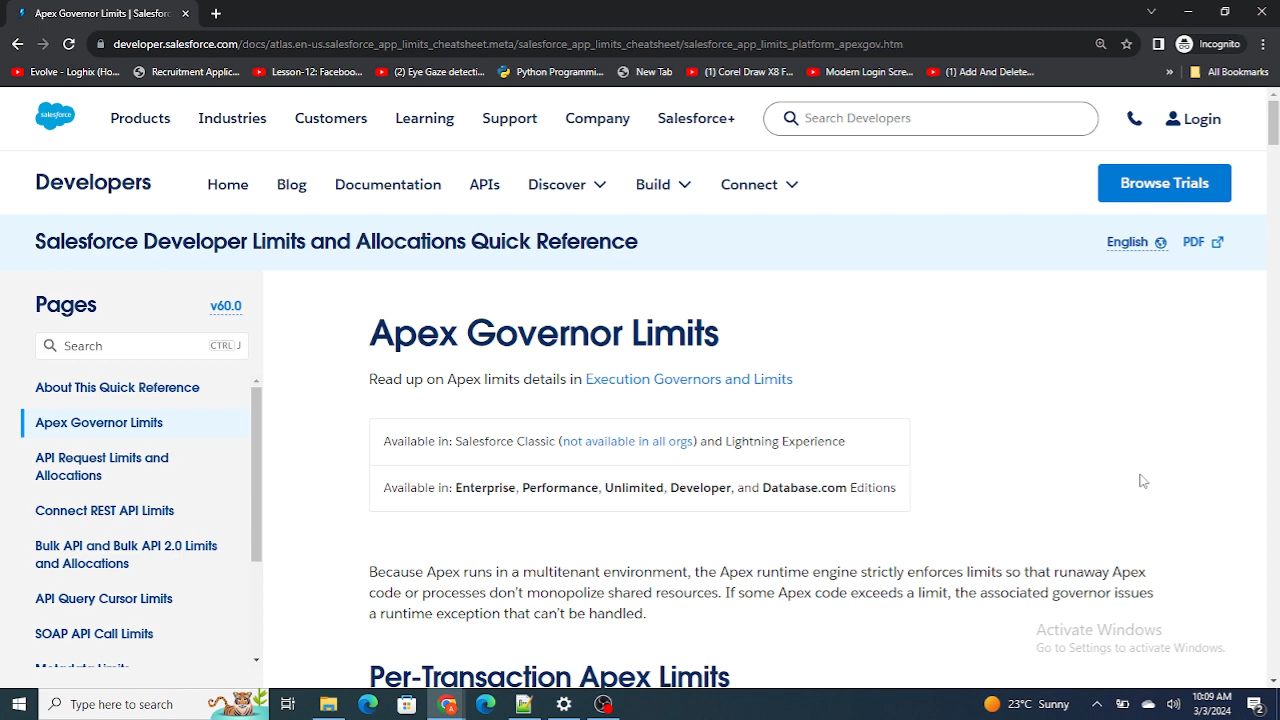 Apex Governor Limits | Salesforc
developer.salesforce.com/docs/atlas.en-us.salesforce_app_limits_cheatsheet.meta/salesforce_app_limits_cheatsheet/salesforce_app_limits_platform_apexgov.htm
Incognito
Evolve - Loghix (Ho...
Recruitment Applic...
Lesson-12: Faceboo...
(2) Eye Gaze detecti...
Python Programmi...
New Tab
(1) Corel Draw X8 F...
Modern Login Scre...
(1) Add And Delete...
»
All Bookmarks
salesforce
Products
Industries
Customers
Learning
Support
Company
Salesforce+
Search Developers
Login
Developers
Home
Blog
Documentation
APIs
Discover
Build
Connect
Browse Trials
Salesforce Developer Limits and Allocations Quick Reference
English
PDF
Pages
v60.0
Search
CTRL J
About This Quick Reference
Apex Governor Limits
API Request Limits and
Allocations
Connect REST API Limits
Bulk API and Bulk API 2.0 Limits
and Allocations
API Query Cursor Limits
SOAP API Call Limits
Metadata Limits
Apex Governor Limits
Read up on Apex limits details in Execution Governors and Limits
Available in: Salesforce Classic (not available in all orgs) and Lightning Experience
Available in: Enterprise, Performance, Unlimited, Developer, and Database.com Editions
Because Apex runs in a multitenant environment, the Apex runtime engine strictly enforces limits so that runaway Apex
code or processes don't monopolize shared resources. If some Apex code exceeds a limit, the associated governor issues
a runtime exception that can't be handled.
Per-Transaction Apex Limits
Activate Windows
Go to Settings to activate Windows.
Type here to search
23°C Sunny
10:09 AM
3/3/2024
2